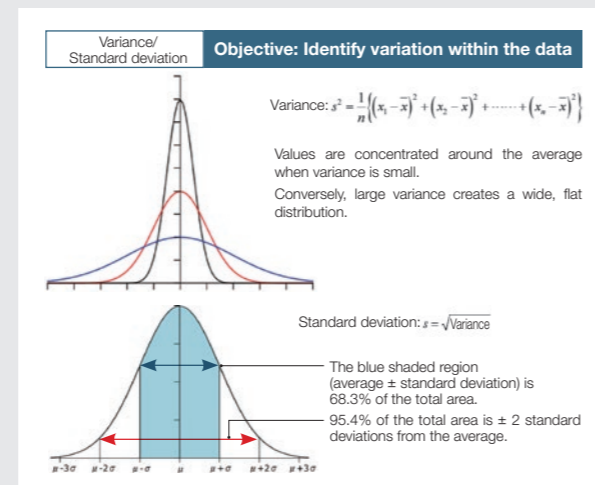 Variance/
Standard deviation
Objective: Identify variation within the data
Variance: s² = 1/n {(x₁ − x̄)² + (x₂ − x̄)² + ······ + (xₙ − x̄)²}
Values are concentrated around the average
when variance is small.
Conversely, large variance creates a wide, flat
distribution.
Standard deviation: s = √Variance
The blue shaded region
(average ± standard deviation) is
68.3% of the total area.
95.4% of the total area is ± 2 standard
deviations from the average.
μ-3σ μ-2σ μ-σ μ μ+σ μ+2σ μ+3σ